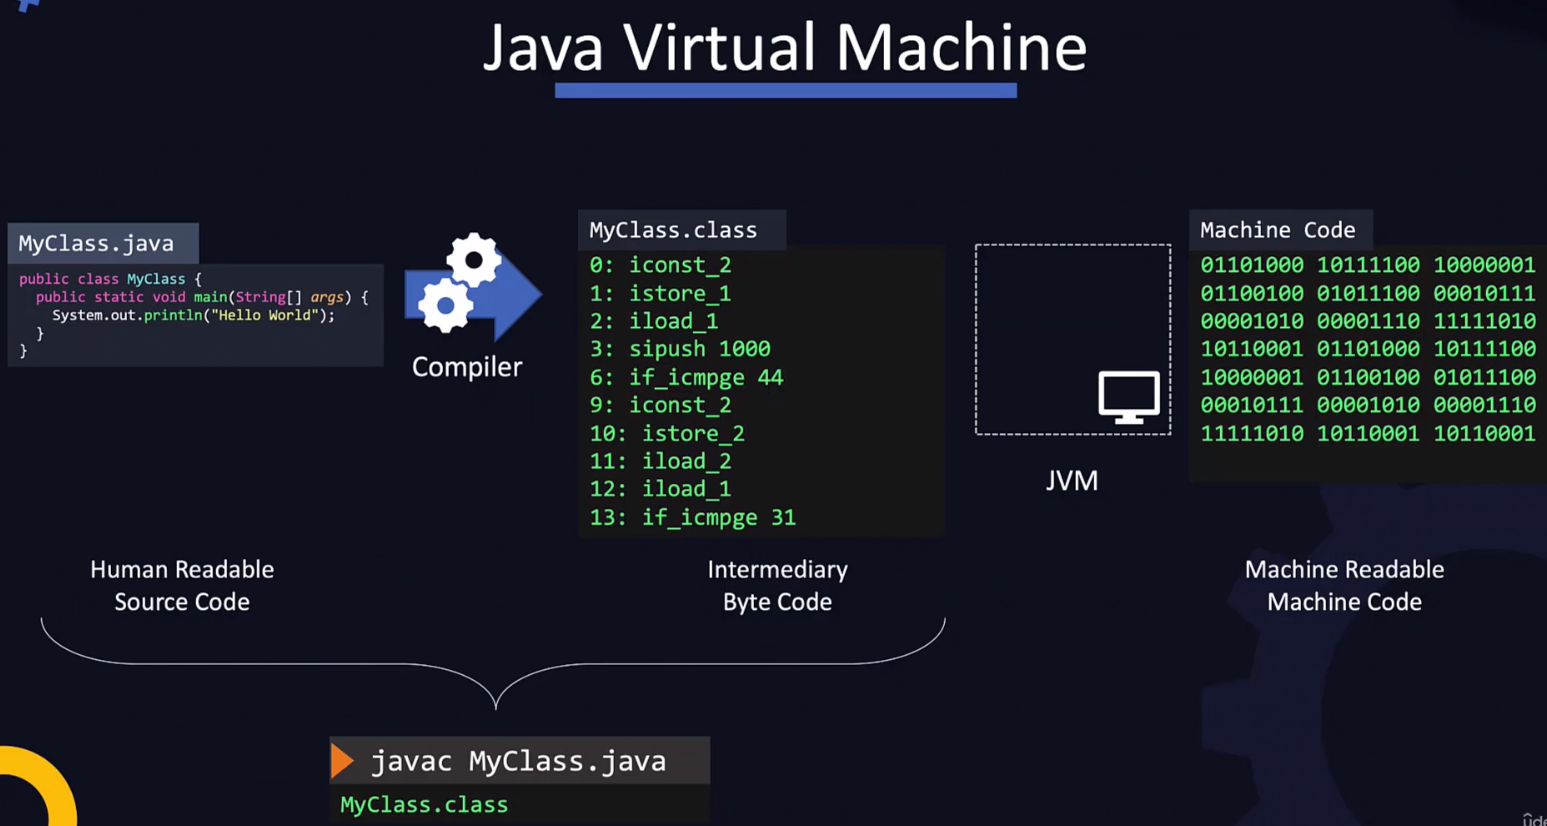 Java Virtual Machine
MyClass.java
public class MyClass {
public static void main(String[] args) {
System.out.println("Hello World");
}
}
Compiler
MyClass.class
0: iconst_2
1: istore_1
2: iload_1
3: sipush 1000
6: if_icmpge 44
9: iconst_2
10: istore_2
11: iload_2
12: iload_1
13: if_icmpge 31
JVM
Machine Code
01101000 10111100 10000001
01100100 01011100 00010111
00001010 00001110 11111010
10110001 01101000 10111100
10000001 01100100 01011100
00010111 00001010 00001110
11111010 10110001 10110001
Human Readable
Source Code
Intermediary
Byte Code
Machine Readable
Machine Code
javac MyClass.java
MyClass.class